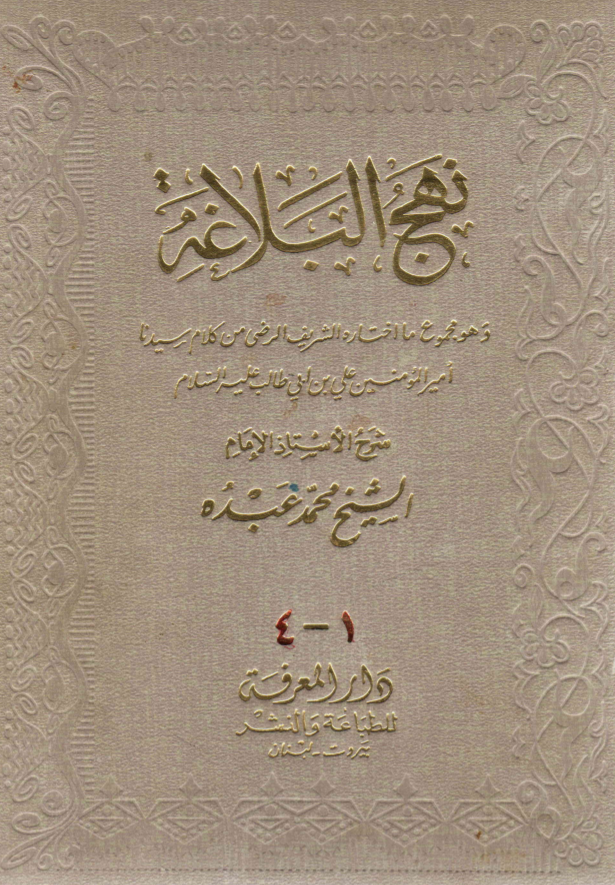 نهج البلاغة
وهو مجموع ما اختاره الشريف الرضي من كلام سيدنا
أمير المؤمنين علي بن أبي طالب عليه السلام
شرح الأستاذ الإمام
الشيخ محمد عبده
١ - ٤
دار المعرفة
للطباعة والنشر
بيروت - لبنان